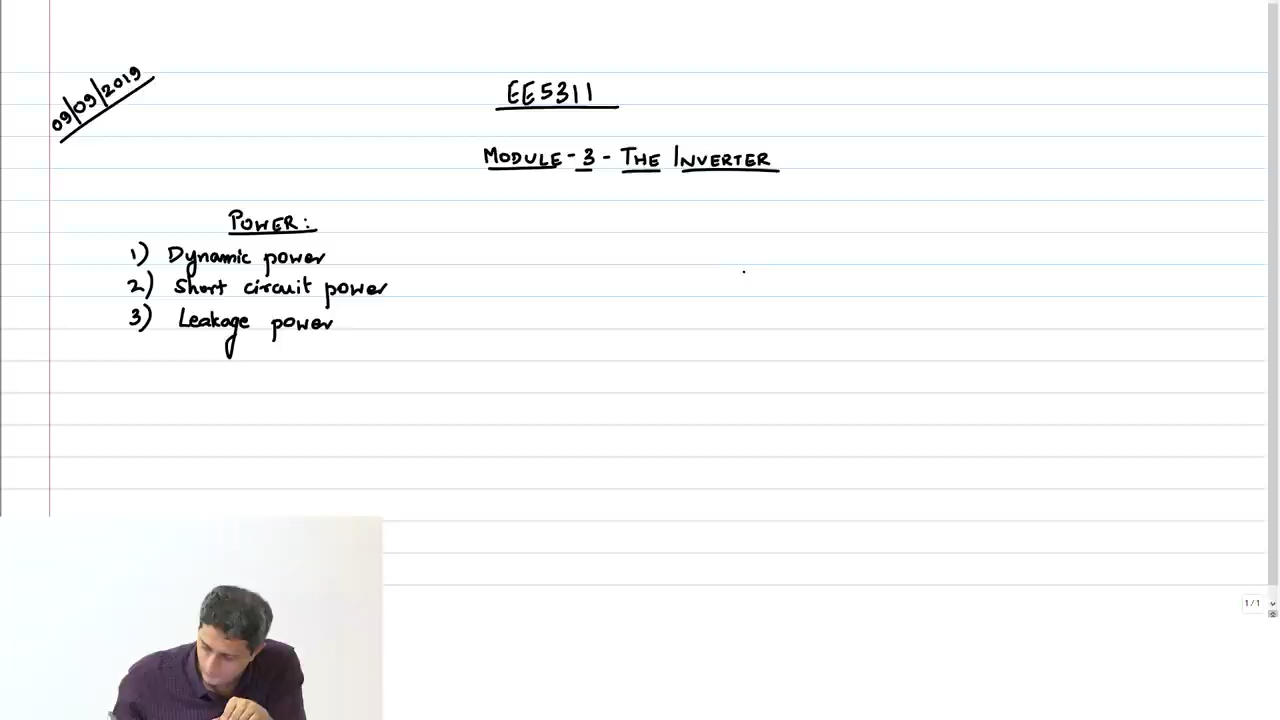 09/09/2019
EE5311
MODULE - 3 - THE INVERTER
POWER:
1) Dynamic power
2) Short circuit power
3) Leakage power
1/1